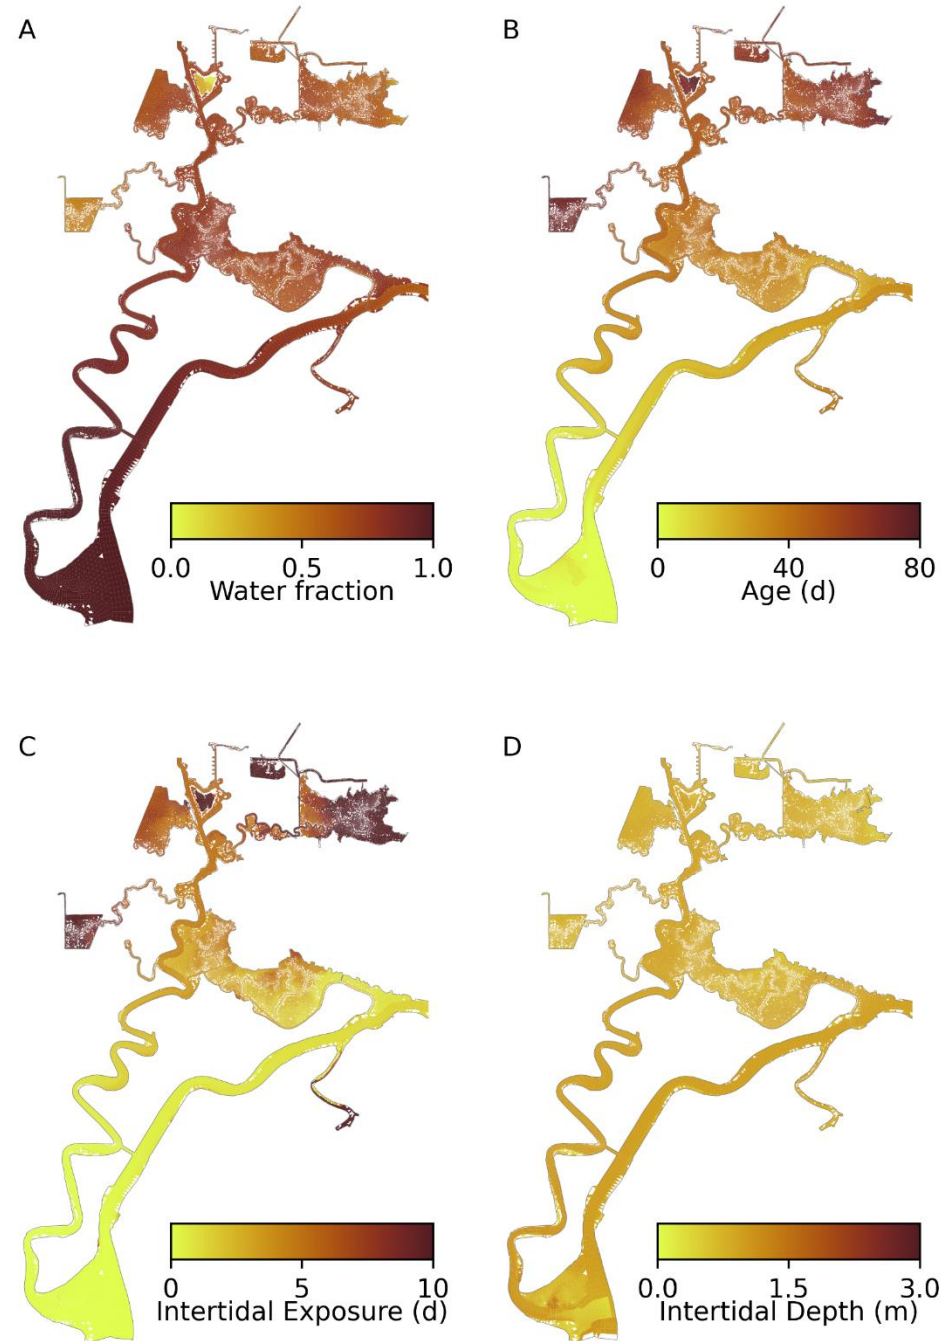 A
B
0.0 0.5 1.0
Water fraction
0 40 80
Age (d)
C
D
0 5 10
Intertidal Exposure (d)
0.0 1.5 3.0
Intertidal Depth (m)